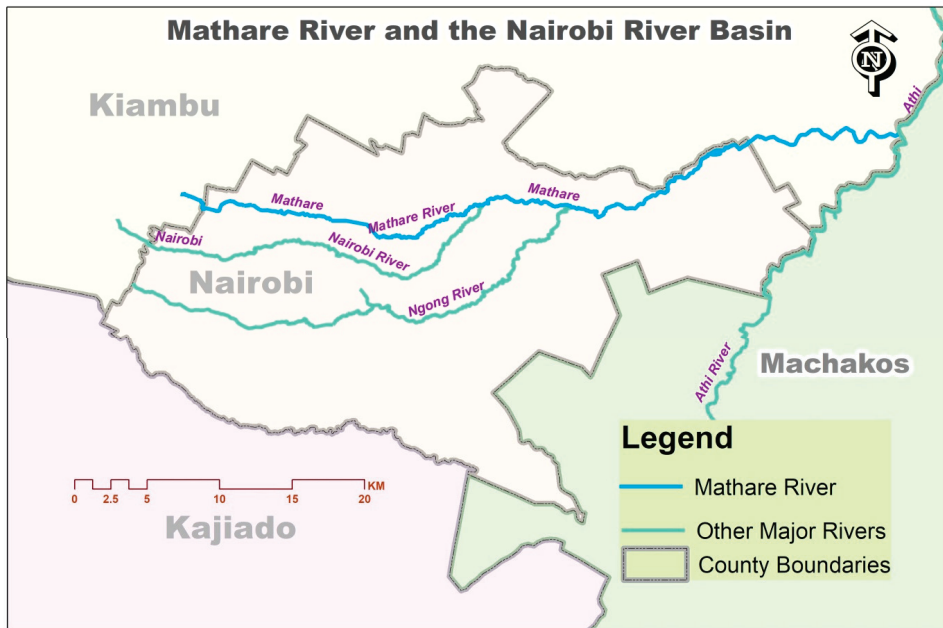 Mathare River and the Nairobi River Basin
N
Kiambu
Athi
Mathare
Mathare
Mathare River
Nairobi
Nairobi River
Nairobi
Ngong River
Athi River
Machakos
Legend
Mathare River
Other Major Rivers
County Boundaries
KM
0 2.5 5 10 15 20
Kajiado